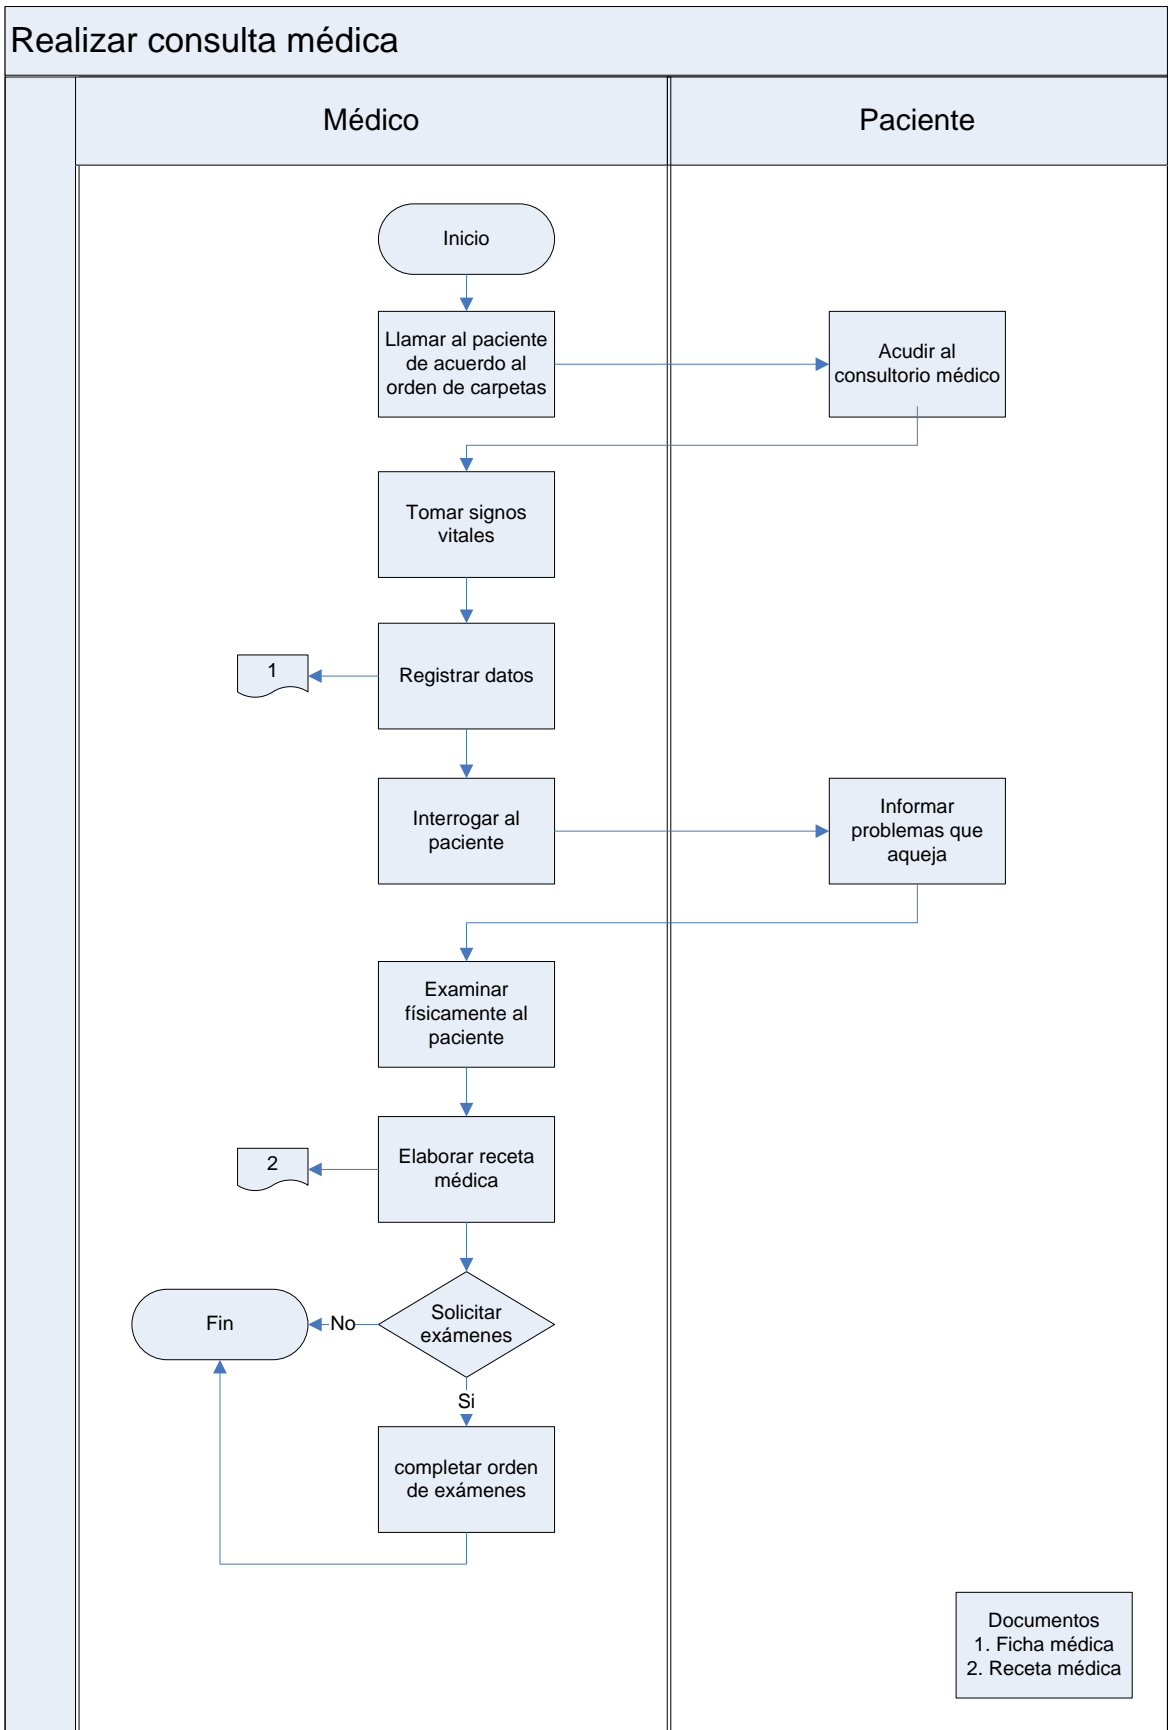 Realizar consulta médica
Médico
Paciente
Inicio
Llamar al paciente
de acuerdo al
orden de carpetas
Acudir al
consultorio médico
Tomar signos
vitales
1
Registrar datos
Interrogar al
paciente
Informar
problemas que
aqueja
Examinar
físicamente al
paciente
2
Elaborar receta
médica
Fin
No
Solicitar
exámenes
Si
completar orden
de exámenes
Documentos
1. Ficha médica
2. Receta médica